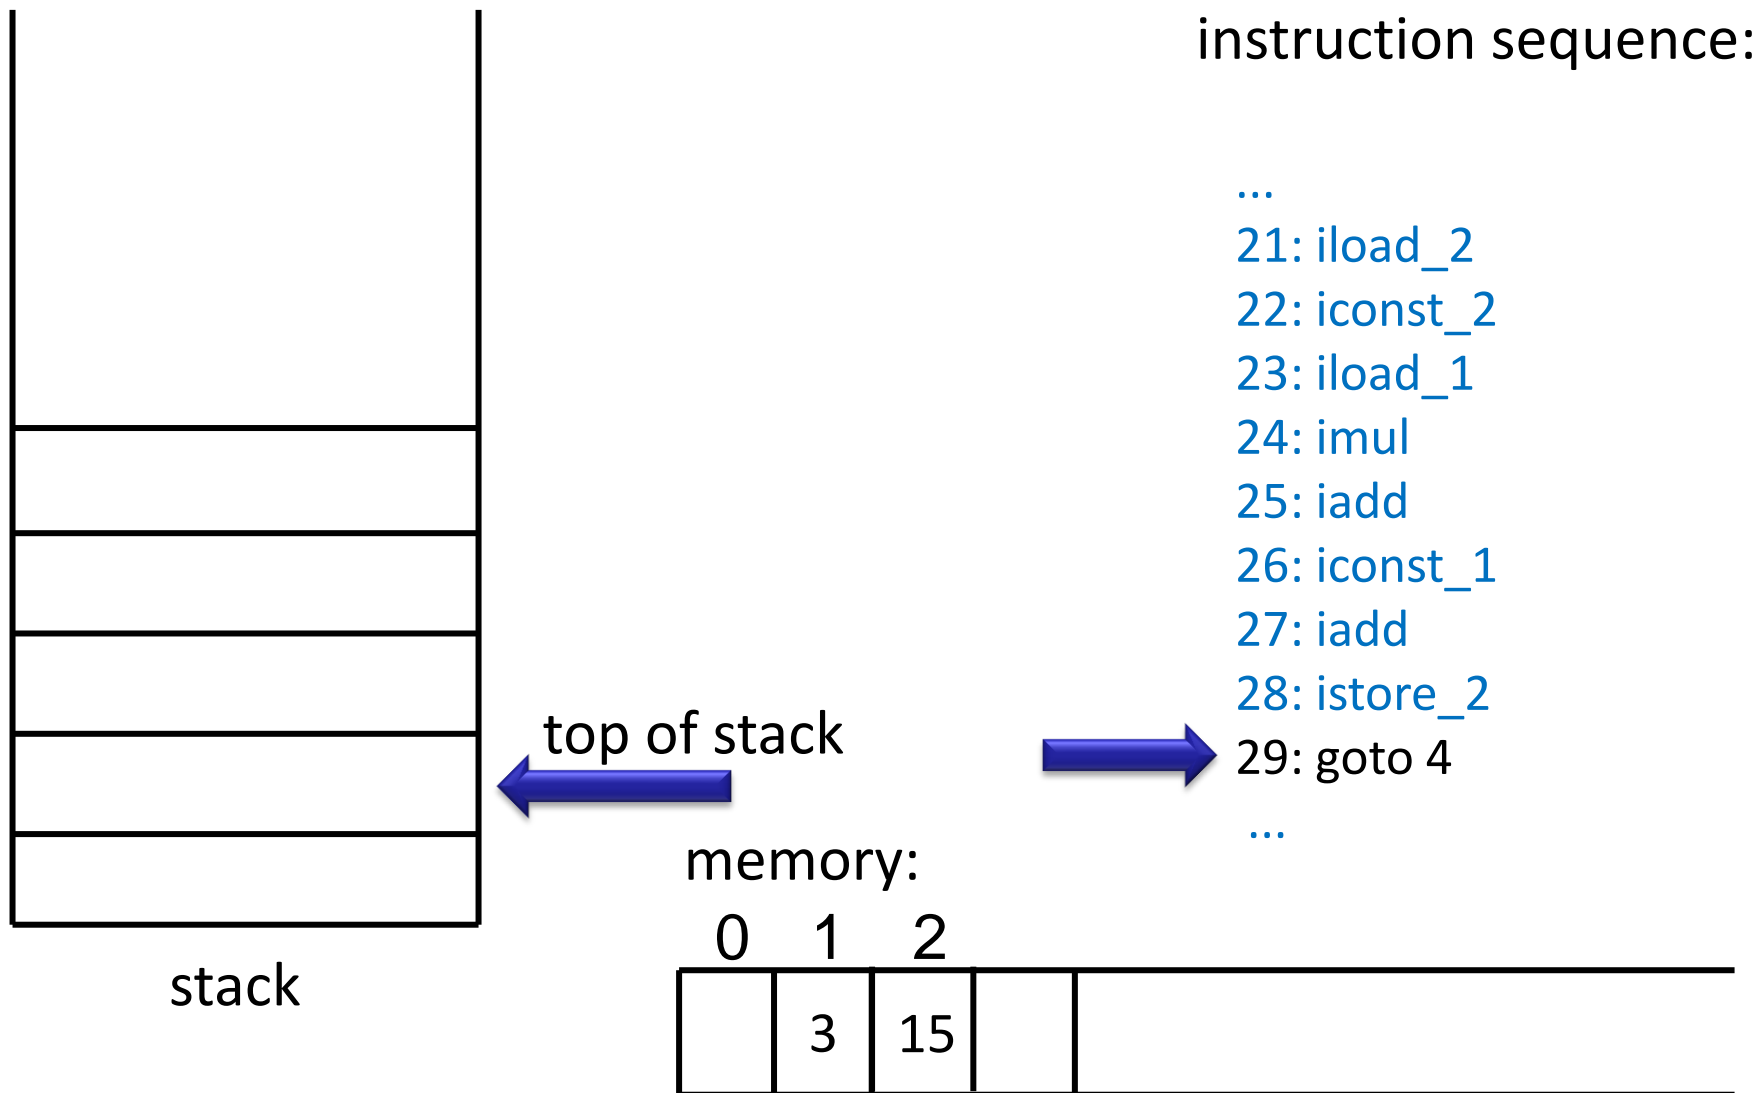 instruction sequence:
...
21: iload_2
22: iconst_2
23: iload_1
24: imul
25: iadd
26: iconst_1
27: iadd
28: istore_2
29: goto 4
...
top of stack
memory:
0 1 2
3 15
stack